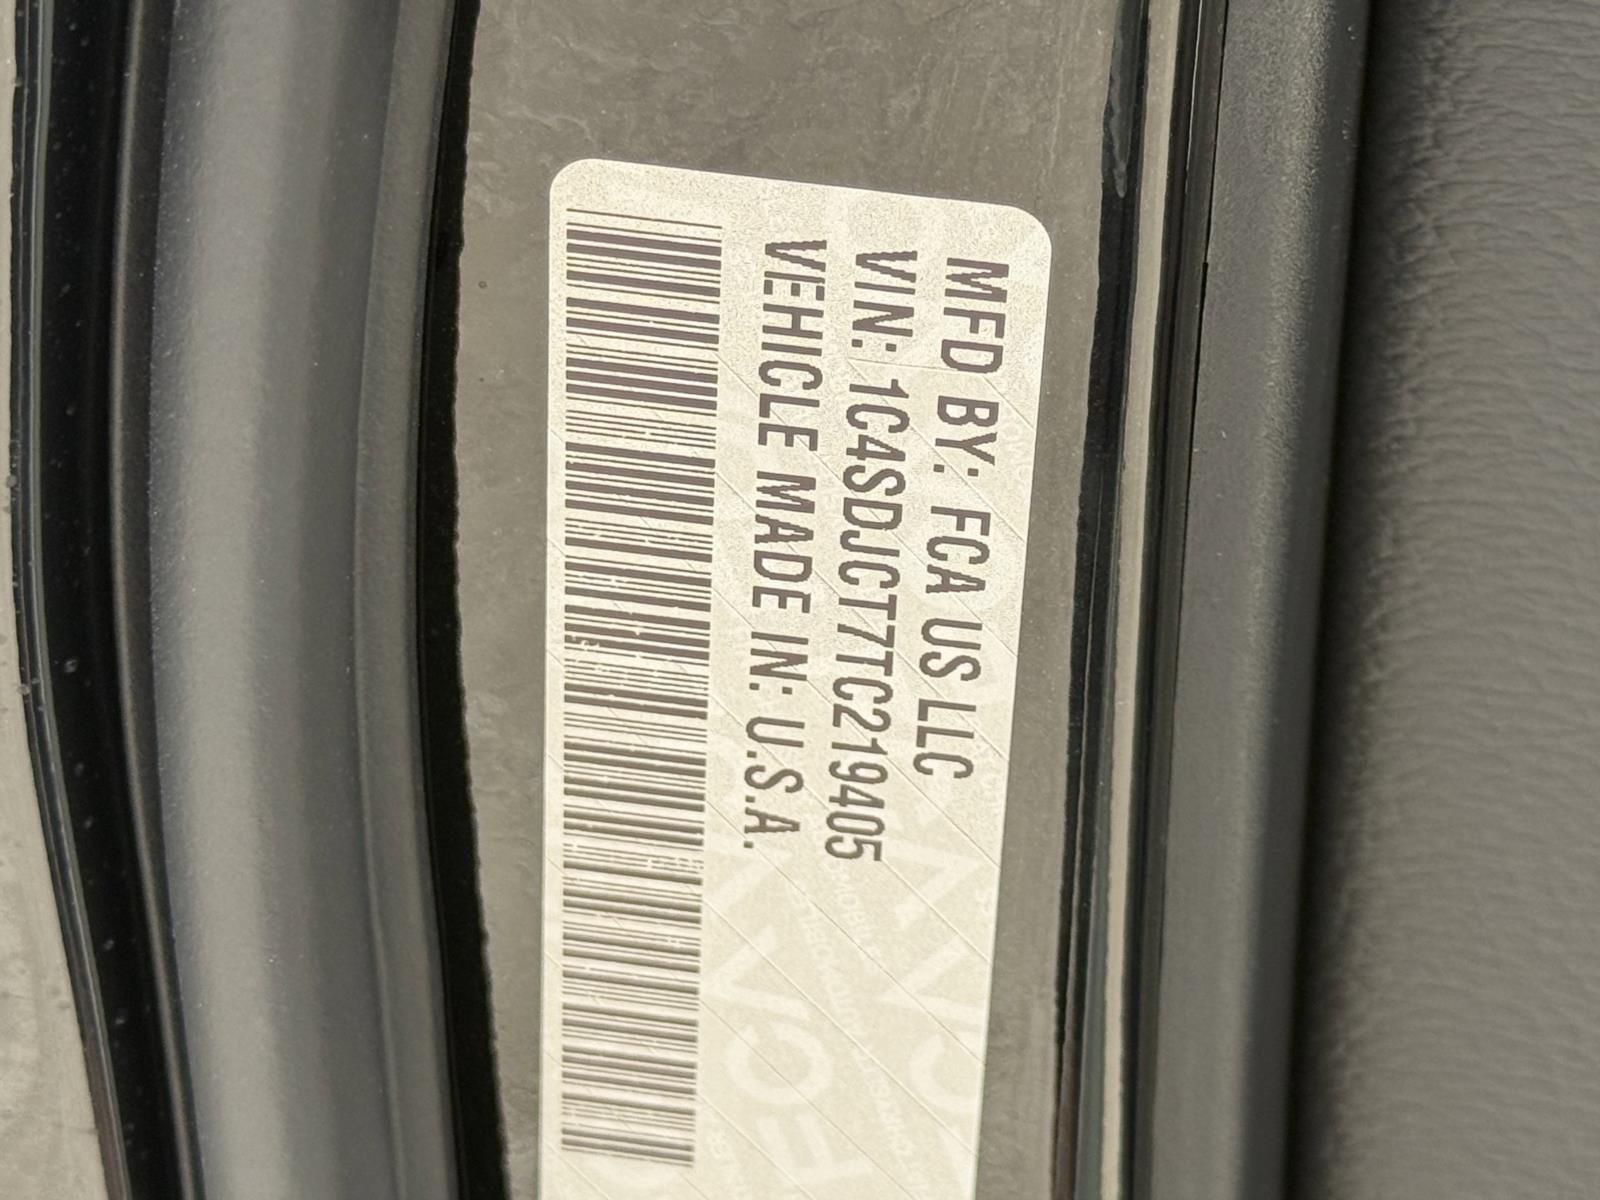 MFD BY: FCA US LLC
VIN: 1C4SDJCT7TC219405
VEHICLE MADE IN: U.S.A.